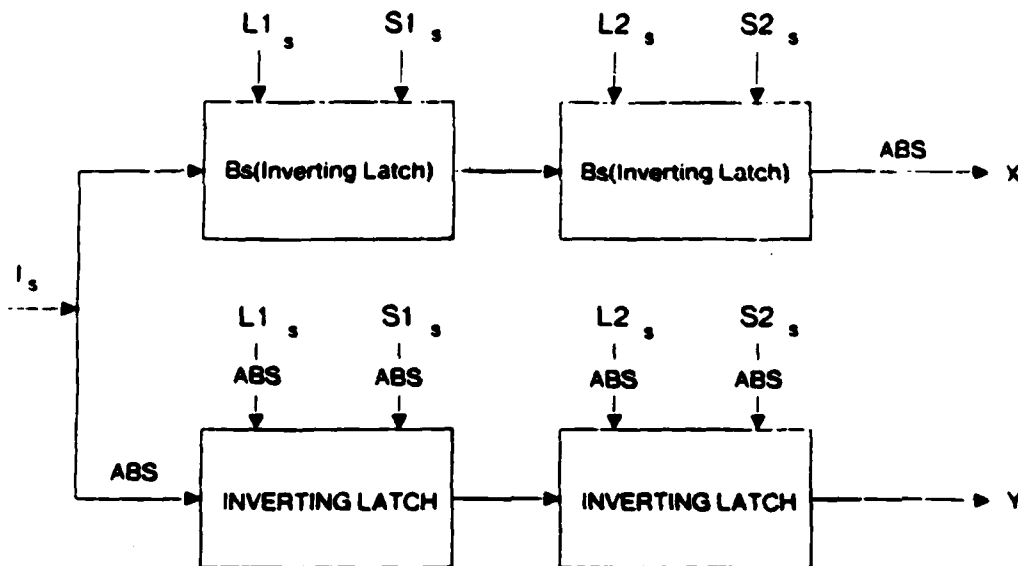 L1 s S1 s L2 s S2 s
Bs(Inverting Latch) Bs(Inverting Latch) ABS X
I s
L1 s S1 s L2 s S2 s
ABS ABS ABS ABS
ABS INVERTING LATCH INVERTING LATCH Y